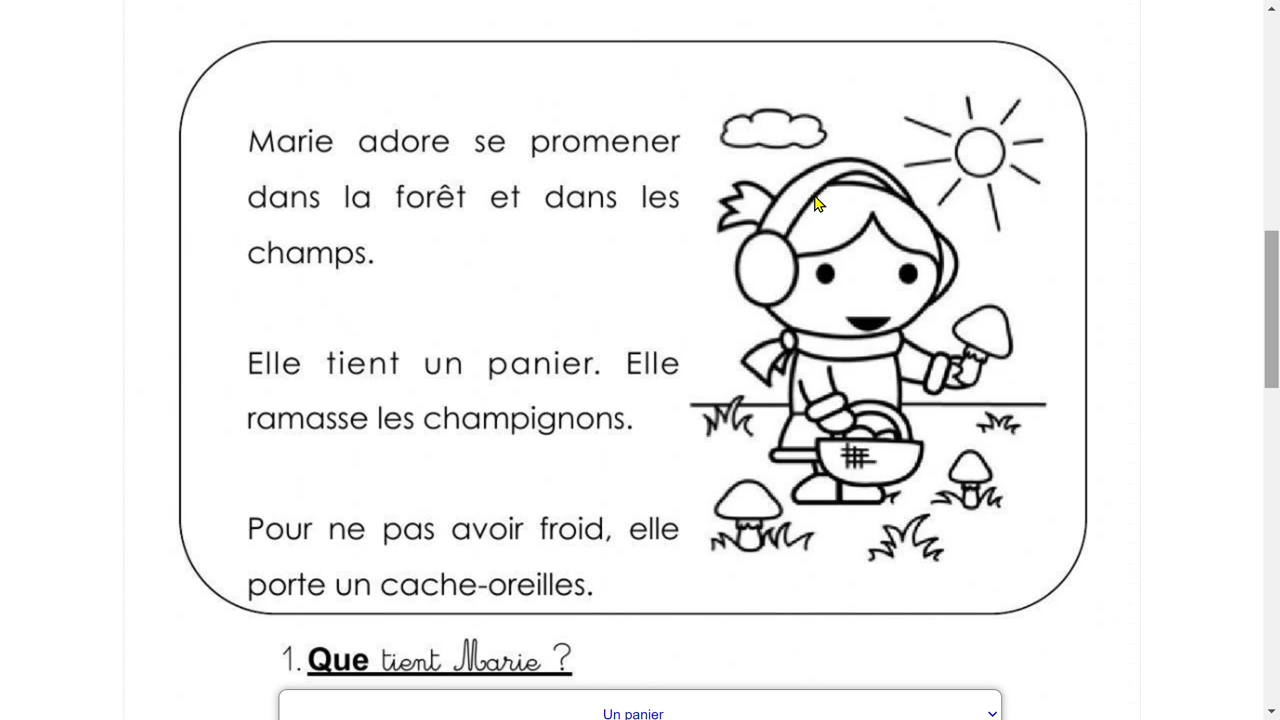 Marie adore se promener
dans la forêt et dans les
champs.
Elle tient un panier. Elle
ramasse les champignons.
Pour ne pas avoir froid, elle
porte un cache-oreilles.
1. Que tient Marie ?
Un panier